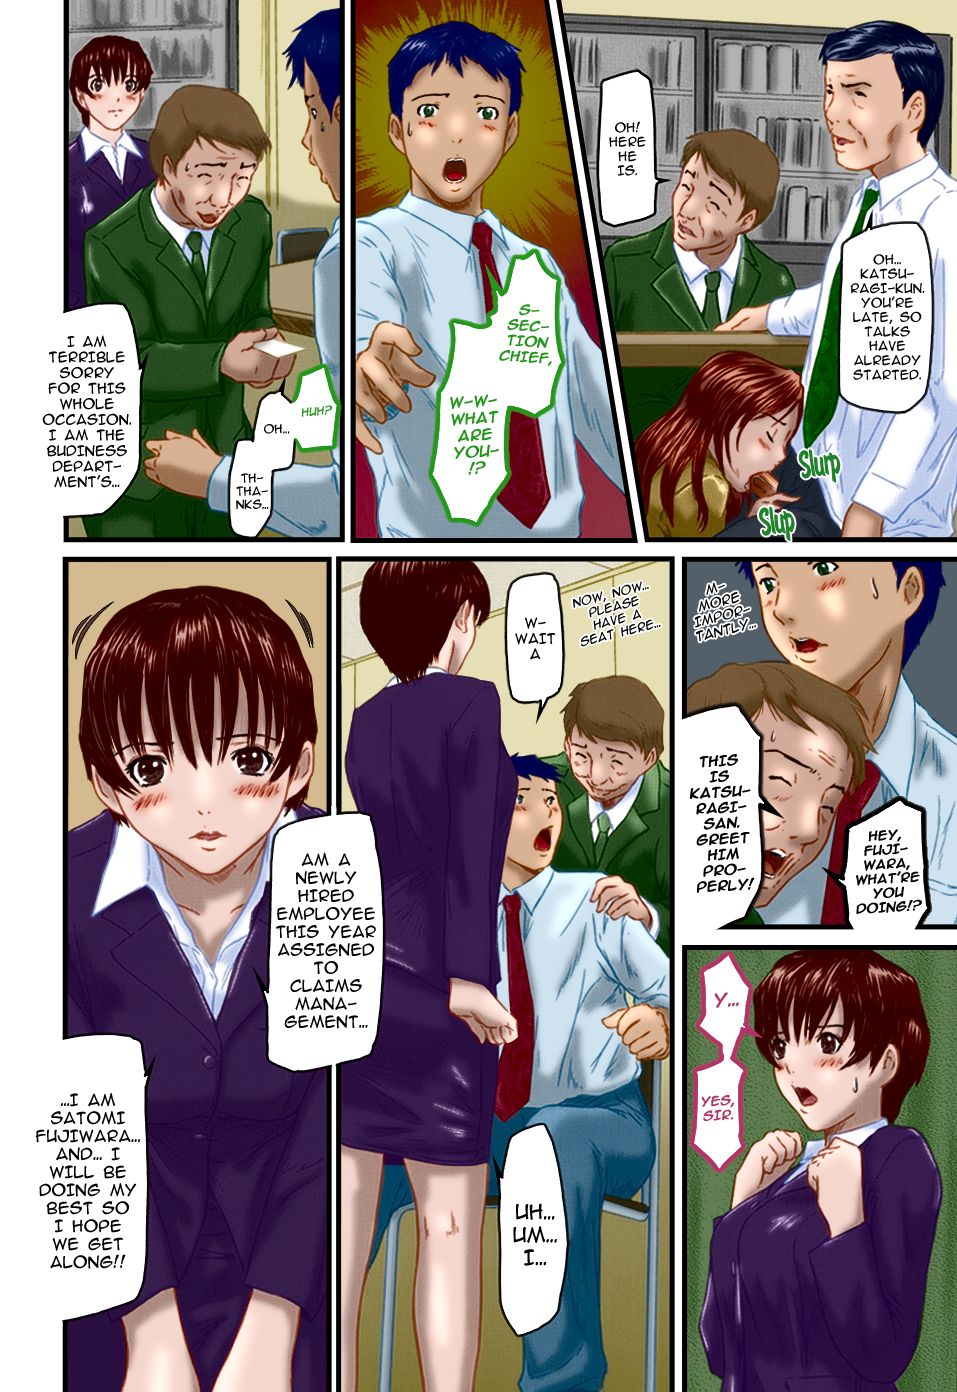 OH!
HERE
HE
IS.
OH...
KATSU-
RAGI-KUN.
YOU'RE
LATE, SO
TALKS
HAVE
ALREADY
STARTED.
Slurp
Slup
S-
SEC-
TION
CHIEF,
W-W-
WHAT
ARE
YOU-
!?
I AM
TERRIBLE
SORRY
FOR THIS
WHOLE
OCCASION.
I AM THE
BUDINESS
DEPART-
MENT'S...
HUH?
OH...
TH-
THA-
NKS...
M-
MORE
IMPOR-
TANTLY...
THIS
IS
KATSU-
RAGI-
SAN.
GREET
HIM
PRO-
PERLY!
HEY,
FUJI-
WARA,
WHAT'RE
YOU
DOING!?
Y...
YES,
SIR.
NOW, NOW...
PLEASE
HAVE A
SEAT HERE...
W-
WAIT
A
UH...
UM...
I...
AM A
NEWLY
HIRED
EMPLOYEE
THIS YEAR
ASSIGNED
TO
CLAIMS
MANA-
GEMENT...
...I AM
SATOMI
FUJIWARA...
AND... I
WILL BE
DOING MY
BEST SO
I HOPE
WE GET
ALONG!!